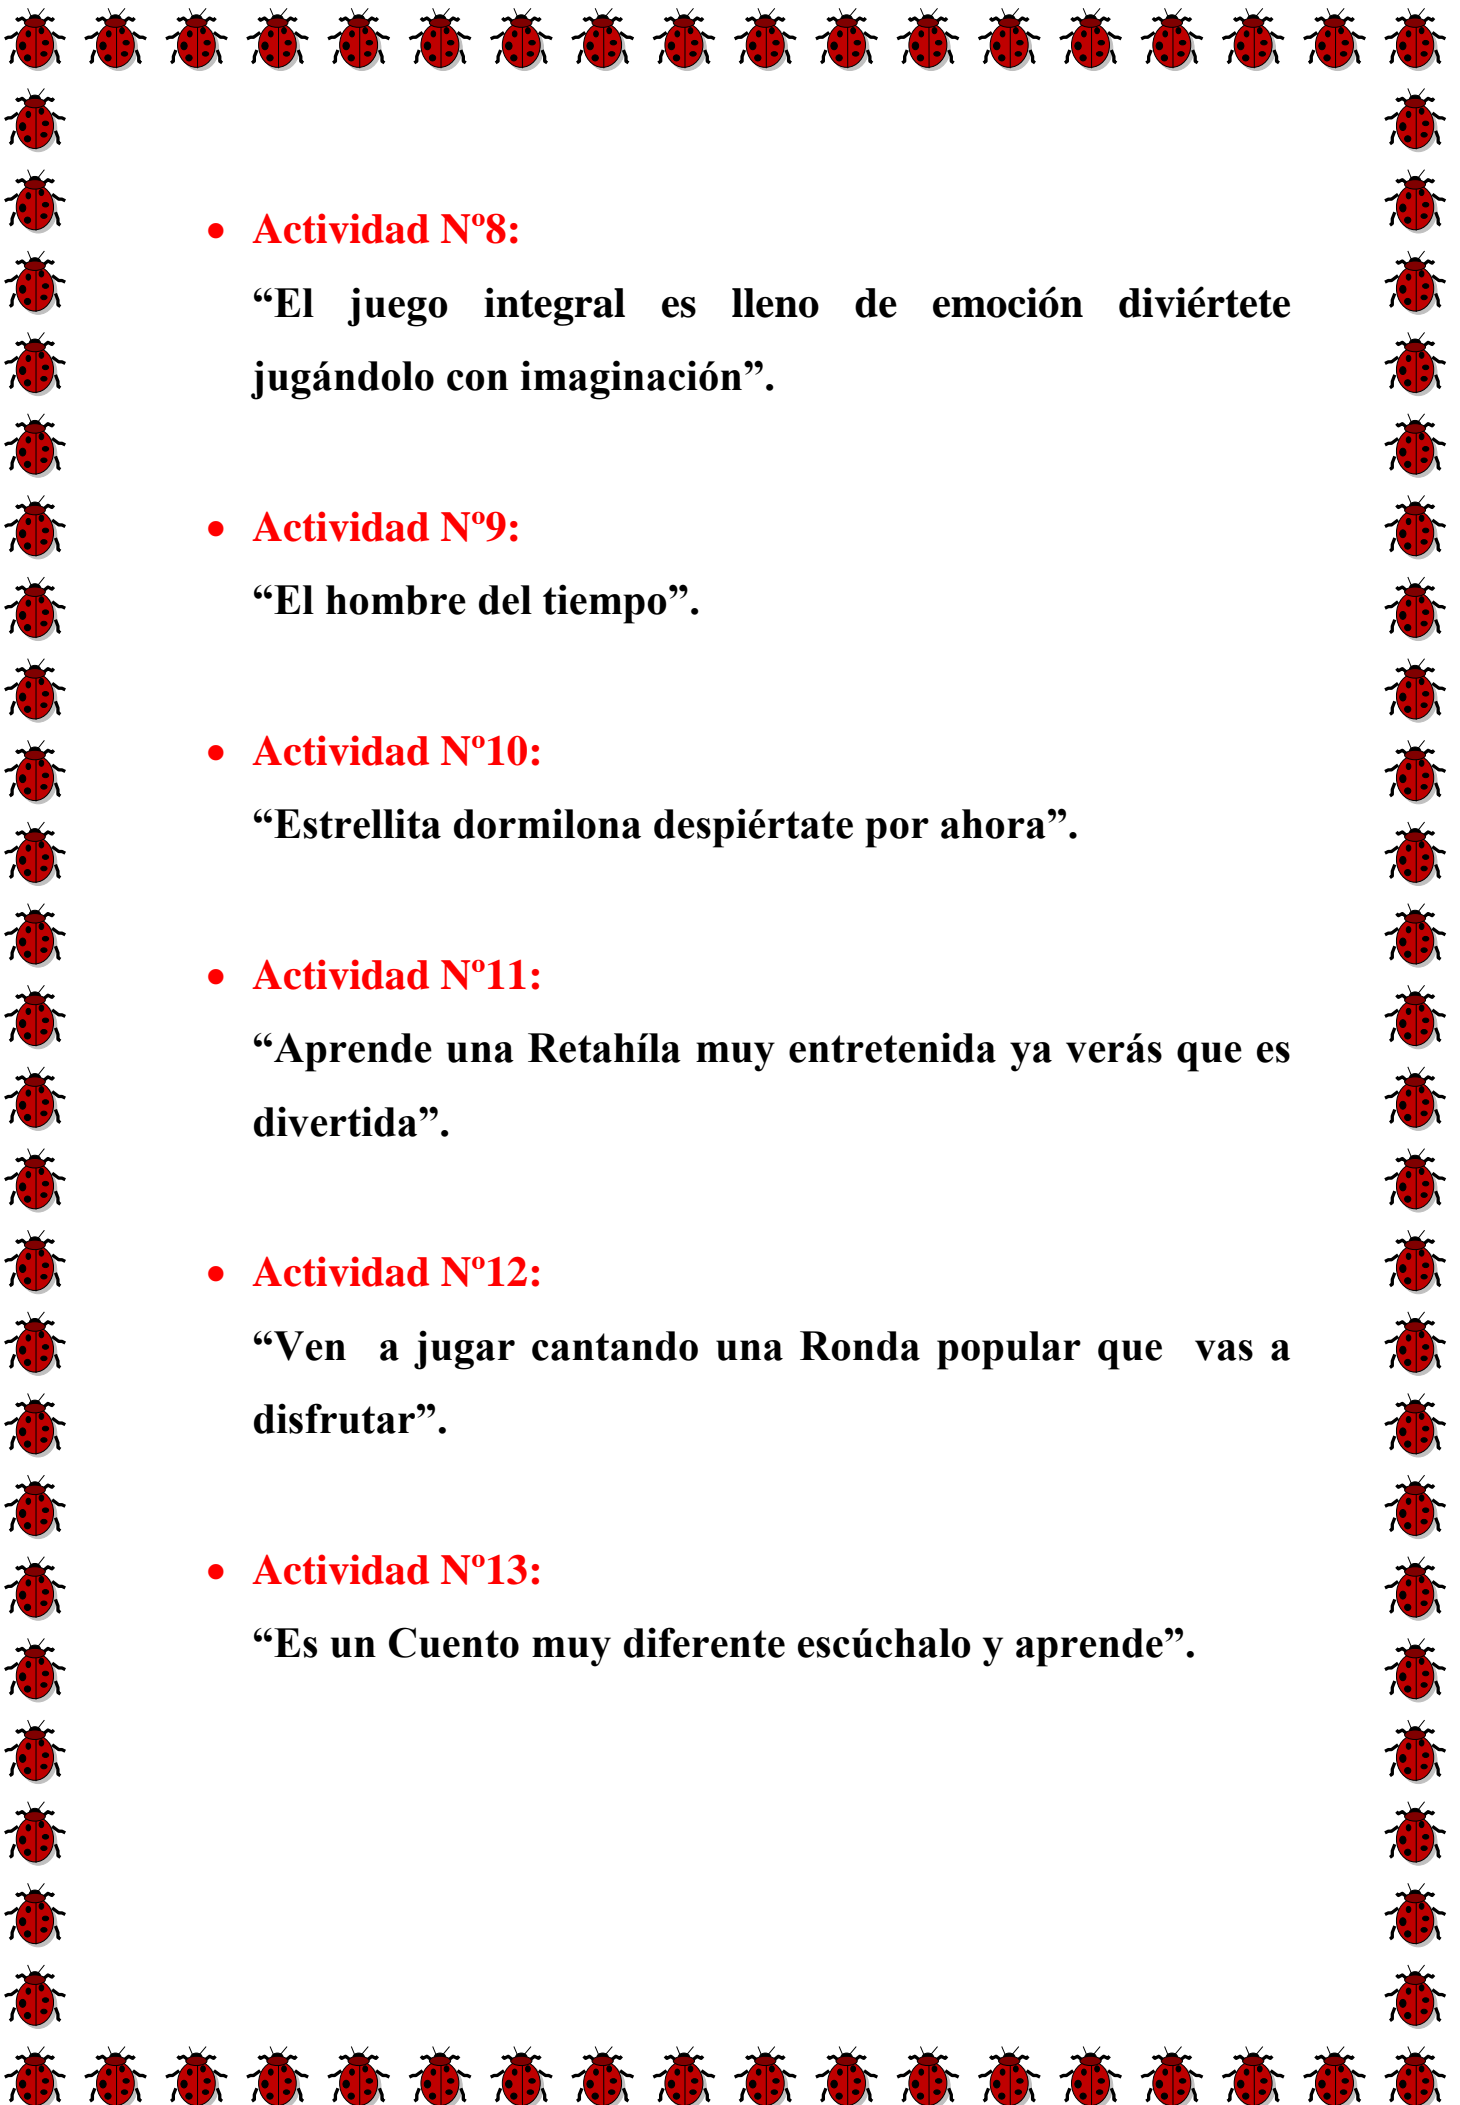 • Actividad Nº8:
“El juego integral es lleno de emoción diviértete
jugándolo con imaginación”.
• Actividad Nº9:
“El hombre del tiempo”.
• Actividad Nº10:
“Estrellita dormilona despiértate por ahora”.
• Actividad Nº11:
“Aprende una Retahíla muy entretenida ya verás que es
divertida”.
• Actividad Nº12:
“Ven a jugar cantando una Ronda popular que vas a
disfrutar”.
• Actividad Nº13:
“Es un Cuento muy diferente escúchalo y aprende”.